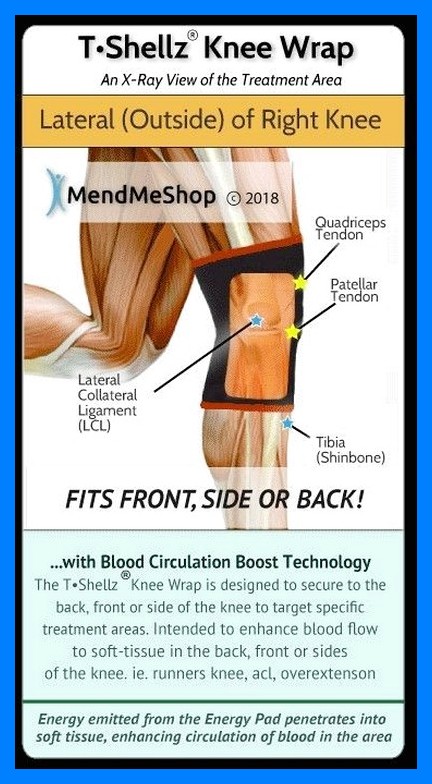 T•Shellz® Knee Wrap
An X-Ray View of the Treatment Area
Lateral (Outside) of Right Knee
MendMeShop © 2018
Quadriceps
Tendon
Patellar
Tendon
Lateral
Collateral
Ligament
(LCL)
Tibia
(Shinbone)
FITS FRONT, SIDE OR BACK!
...with Blood Circulation Boost Technology
The T•Shellz® Knee Wrap is designed to secure to the
back, front or side of the knee to target specific
treatment areas. Intended to enhance blood flow
to soft-tissue in the back, front or sides
of the knee. ie. runners knee, acl, overextenson
Energy emitted from the Energy Pad penetrates into
soft tissue, enhancing circulation of blood in the area